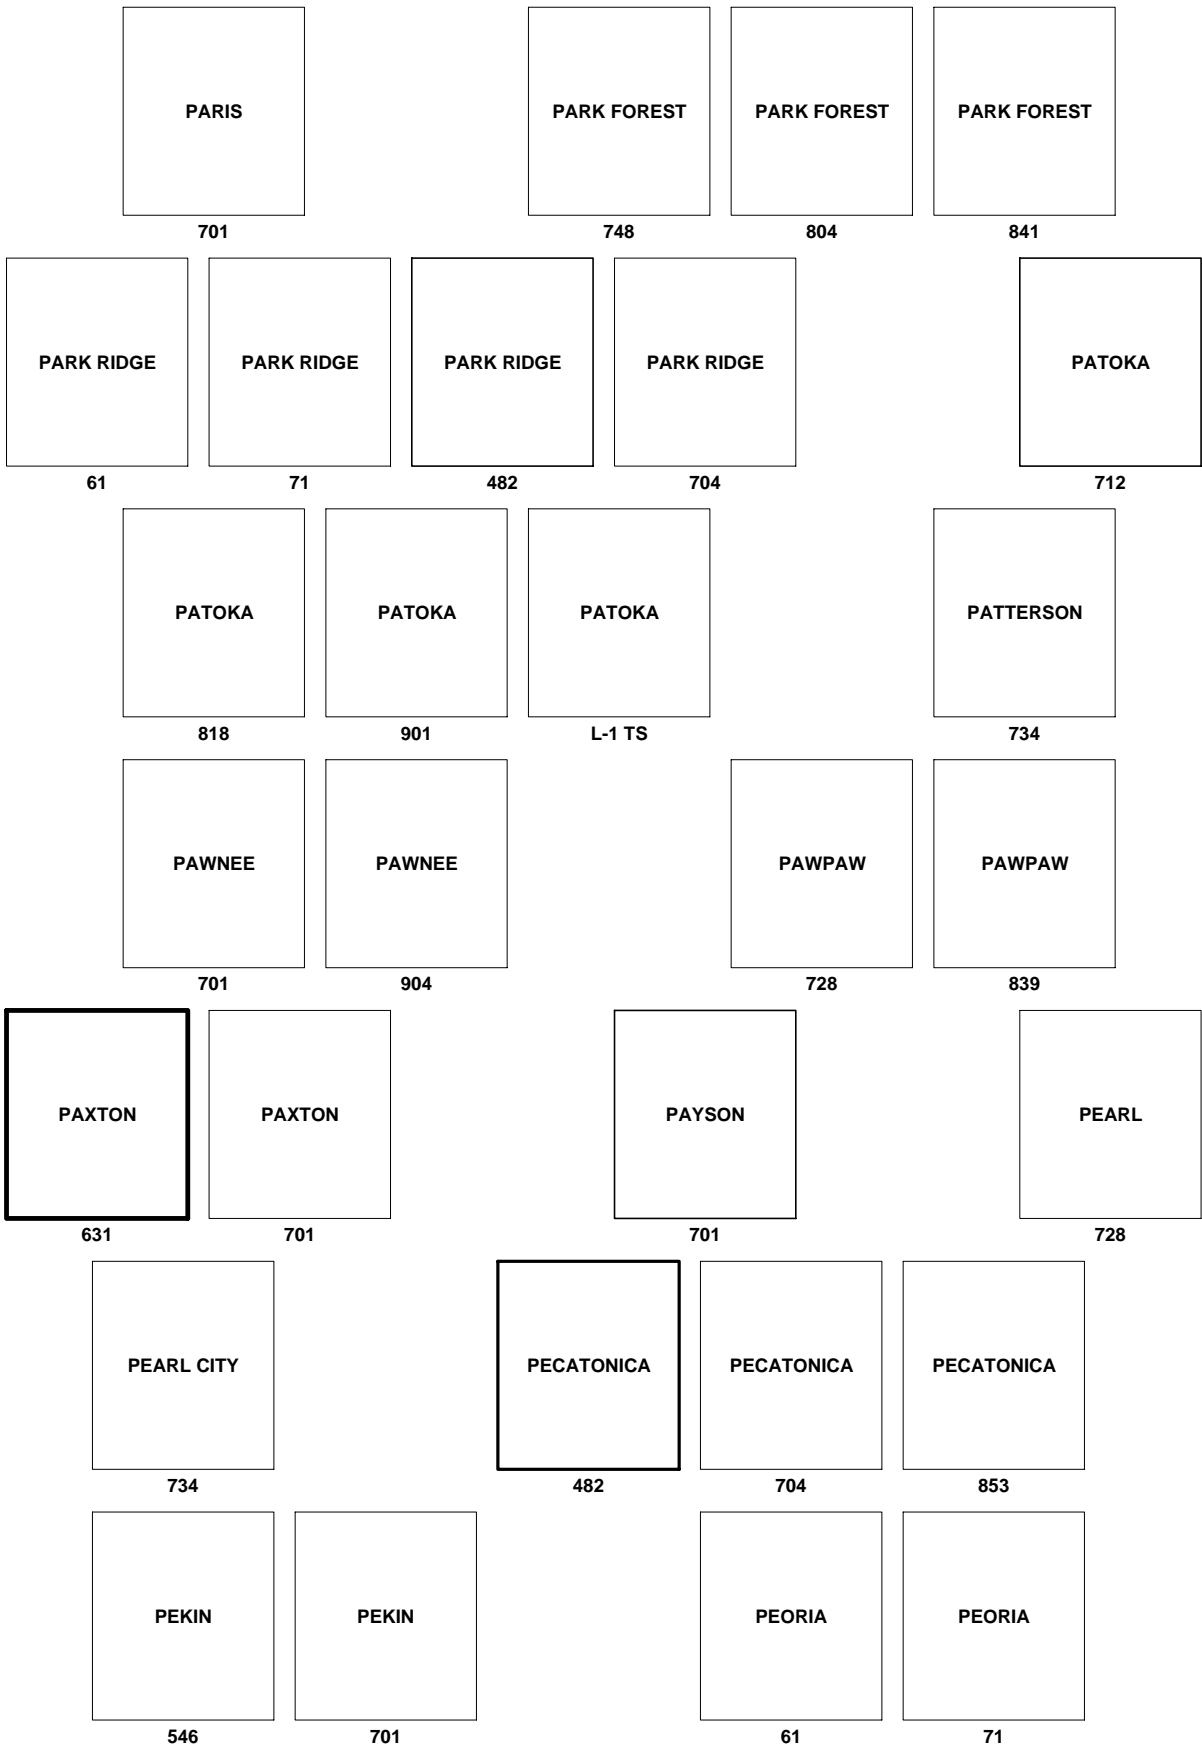 PARIS PARK FOREST PARK FOREST PARK FOREST
701 748 804 841
PARK RIDGE PARK RIDGE PARK RIDGE PARK RIDGE PATOKA
61 71 482 704 712
PATOKA PATOKA PATOKA PATTERSON
818 901 L-1 TS 734
PAWNEE PAWNEE PAWPAW PAWPAW
701 904 728 839
PAXTON PAXTON PAYSON PEARL
631 701 701 728
PEARL CITY PECATONICA PECATONICA PECATONICA
734 482 704 853
PEKIN PEKIN PEORIA PEORIA
546 701 61 71